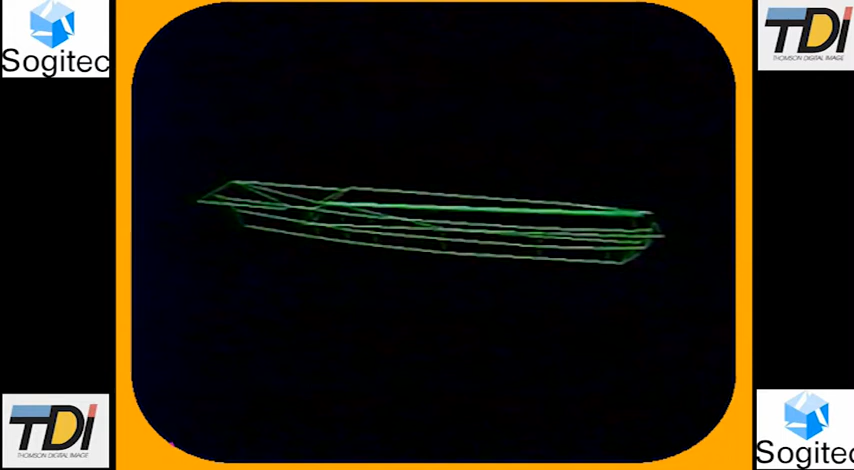 Sogitec
TDI
THOMSON DIGITAL IMAGE
TDI
THOMSON DIGITAL IMAGE
Sogitec